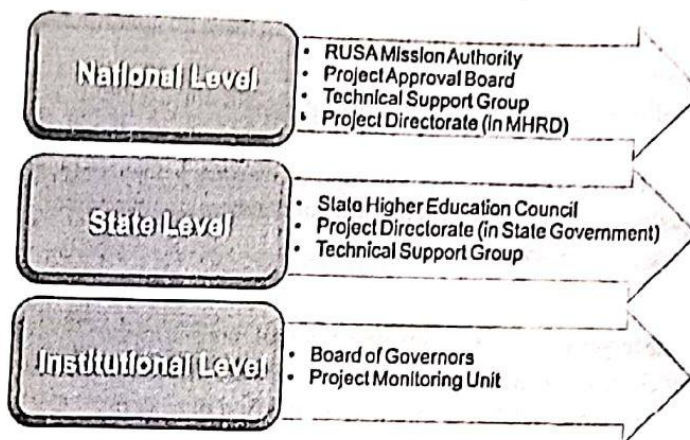 National Level
• RUSA Mission Authority
• Project Approval Board
• Technical Support Group
• Project Directorate (in MHRD)
State Level
• State Higher Education Council
• Project Directorate (in State Government)
• Technical Support Group
Institutional Level
• Board of Governors
• Project Monitoring Unit